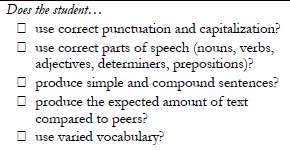 Does the student…
☐ use correct punctuation and capitalization?
☐ use correct parts of speech (nouns, verbs,
adjectives, determiners, prepositions)?
☐ produce simple and compound sentences?
☐ produce the expected amount of text
compared to peers?
☐ use varied vocabulary?